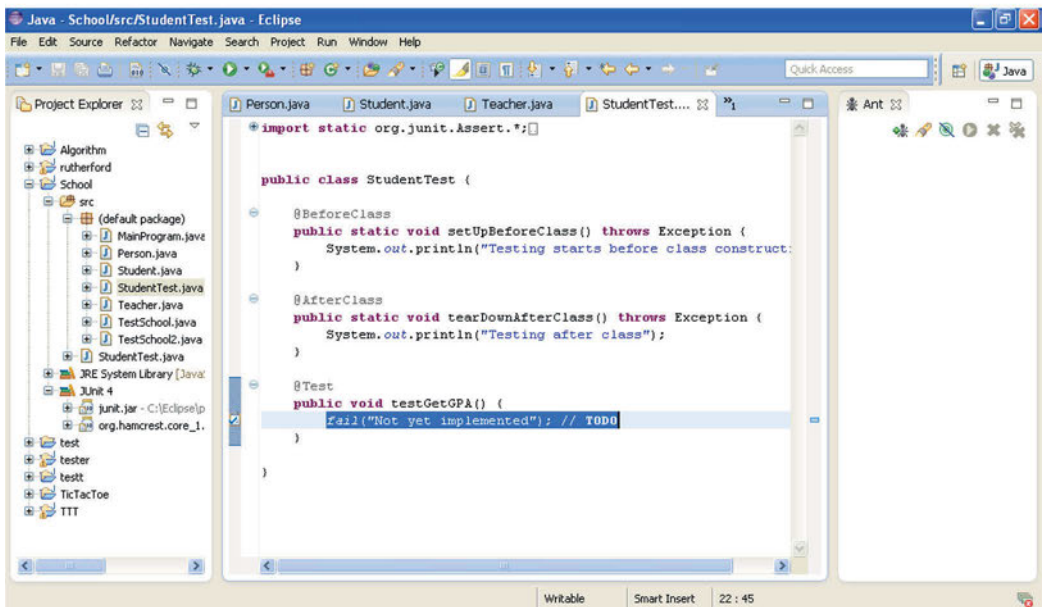 Java - School/src/StudentTest.java - Eclipse
File Edit Source Refactor Navigate Search Project Run Window Help
Quick Access
Java
Project Explorer
Algorithm
rutherford
School
src
(default package)
MainProgram.java
Person.java
Student.java
StudentTest.java
Teacher.java
TestSchool.java
TestSchool2.java
StudentTest.java
JRE System Library [Java
JUnit 4
junit.jar - C:\Eclipse\p
org.hamcrest.core_1.
test
tester
testt
TicTacToe
TTT
Person.java Student.java Teacher.java StudentTest.... »1
import static org.junit.Assert.*;
public class StudentTest {
@BeforeClass
public static void setUpBeforeClass() throws Exception {
System.out.println("Testing starts before class constructi
}
@AfterClass
public static void tearDownAfterClass() throws Exception {
System.out.println("Testing after class");
}
@Test
public void testGetGPA() {
fail("Not yet implemented"); // TODO
}
}
Ant
Writable Smart Insert 22 : 45